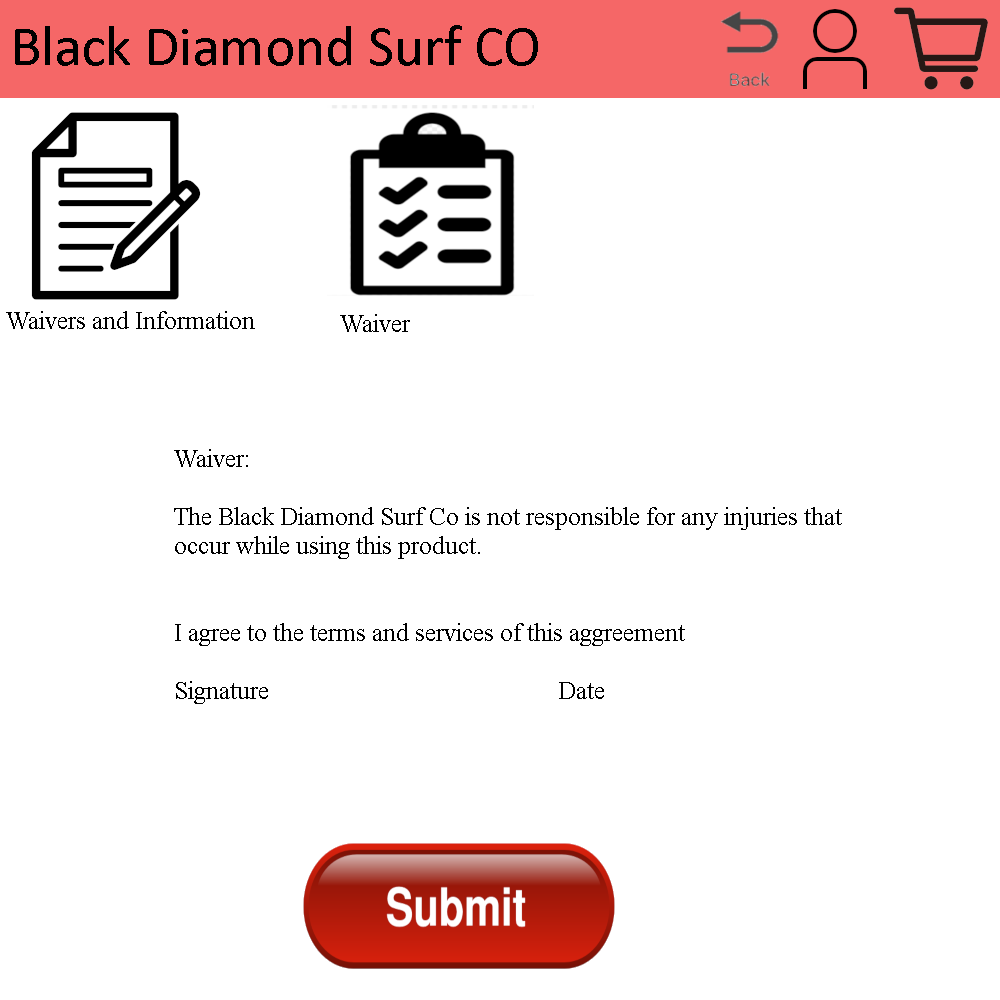 Black Diamond Surf CO
Back
Waivers and Information
Waiver
Waiver:
The Black Diamond Surf Co is not responsible for any injuries that
occur while using this product.
I agree to the terms and services of this aggreement
Signature Date
Submit